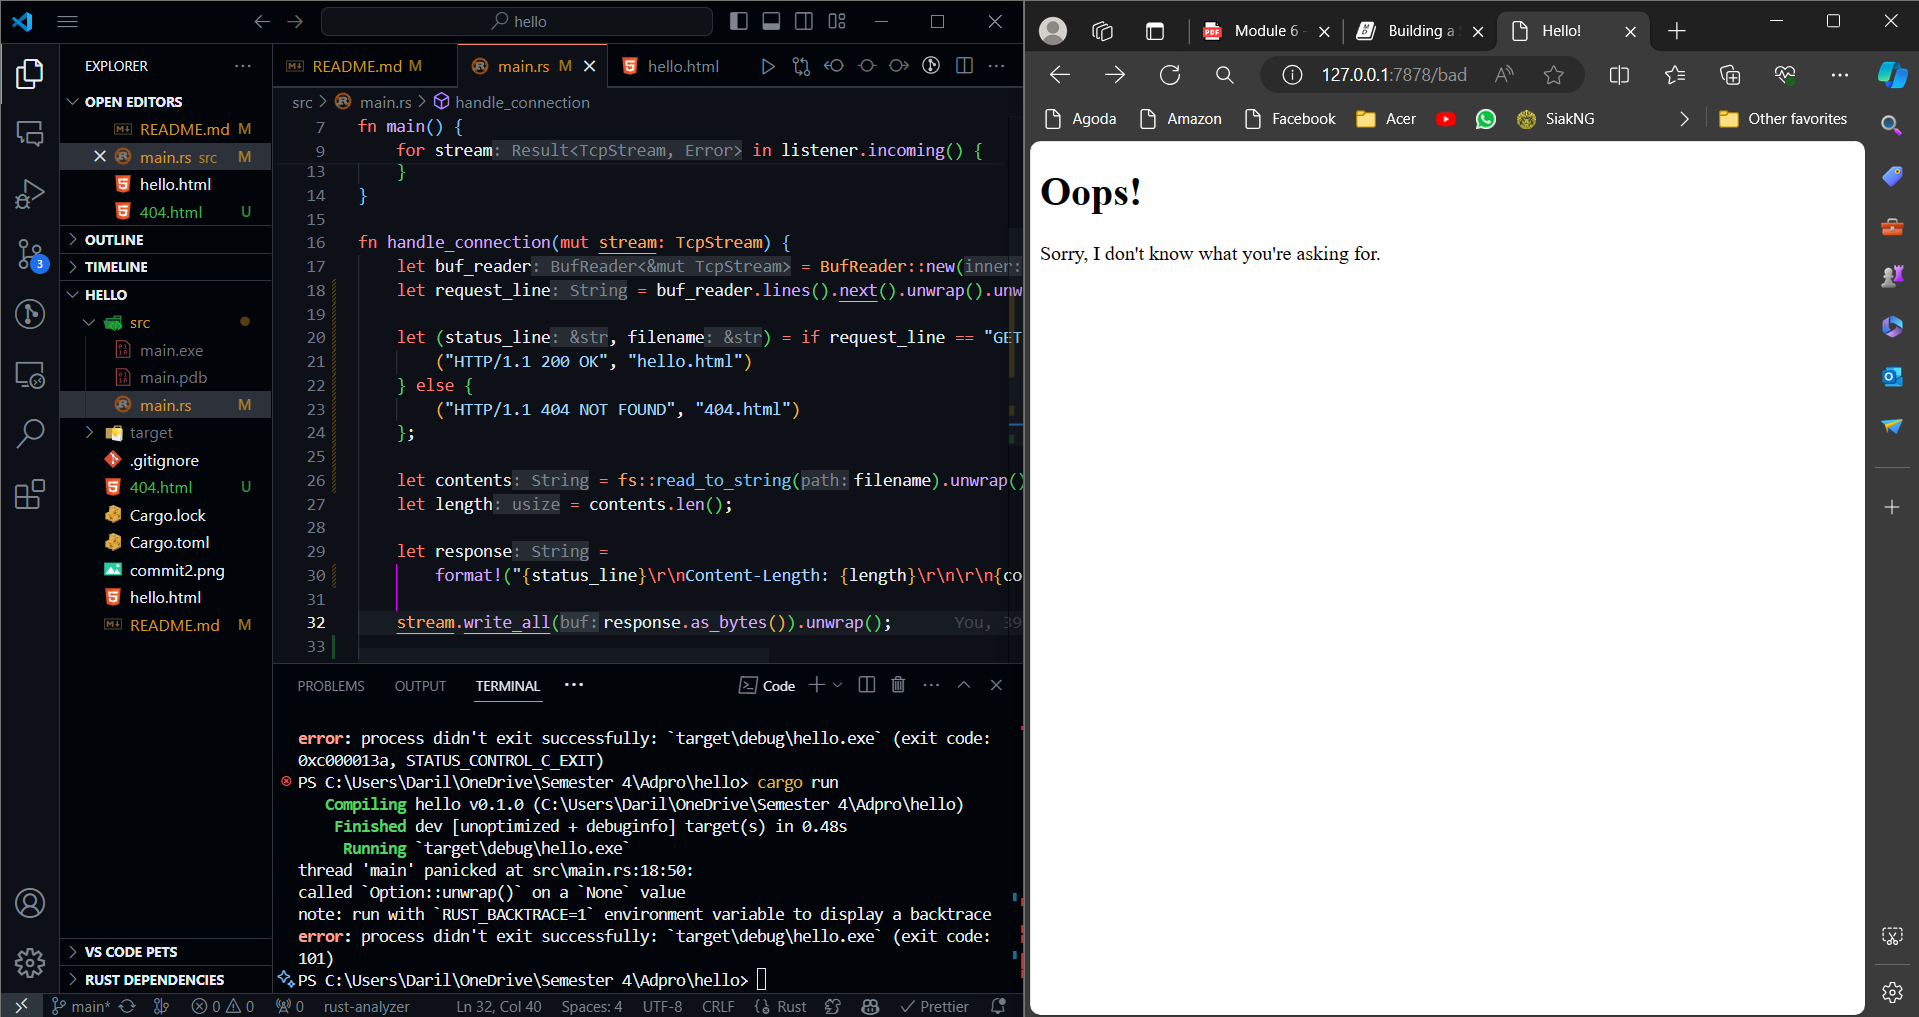 hello
EXPLORER
OPEN EDITORS
README.md M
main.rs src M
hello.html
404.html U
OUTLINE
TIMELINE
HELLO
src
main.exe
main.pdb
main.rs M
target
.gitignore
404.html U
Cargo.lock
Cargo.toml
commit2.png
hello.html
README.md M
VS CODE PETS
RUST DEPENDENCIES
3
README.md M
main.rs M
hello.html
src > main.rs > handle_connection
7 fn main() {
9 for stream: Result<TcpStream, Error> in listener.incoming() {
13 }
14 }
15
16 fn handle_connection(mut stream: TcpStream) {
17 let buf_reader: BufReader<&mut TcpStream> = BufReader::new(inner:
18 let request_line: String = buf_reader.lines().next().unwrap().unw
19
20 let (status_line: &str, filename: &str) = if request_line == "GET
21 ("HTTP/1.1 200 OK", "hello.html")
22 } else {
23 ("HTTP/1.1 404 NOT FOUND", "404.html")
24 };
25
26 let contents: String = fs::read_to_string(path: filename).unwrap()
27 let length: usize = contents.len();
28
29 let response: String =
30 format!("{status_line}\r\nContent-Length: {length}\r\n\r\n{co
31
32 stream.write_all(buf: response.as_bytes()).unwrap(); You, 39
33
PROBLEMS OUTPUT TERMINAL ··· Code
error: process didn't exit successfully: `target\debug\hello.exe` (exit code:
0xc000013a, STATUS_CONTROL_C_EXIT)
PS C:\Users\Daril\OneDrive\Semester 4\Adpro\hello> cargo run
Compiling hello v0.1.0 (C:\Users\Daril\OneDrive\Semester 4\Adpro\hello)
Finished dev [unoptimized + debuginfo] target(s) in 0.48s
Running `target\debug\hello.exe`
thread 'main' panicked at src\main.rs:18:50:
called `Option::unwrap()` on a `None` value
note: run with `RUST_BACKTRACE=1` environment variable to display a backtrace
error: process didn't exit successfully: `target\debug\hello.exe` (exit code:
101)
PS C:\Users\Daril\OneDrive\Semester 4\Adpro\hello>
main* 0 0 0 rust-analyzer Ln 32, Col 40 Spaces: 4 UTF-8 CRLF {} Rust Prettier
Module 6 - Building a Hello!
127.0.0.1:7878/bad
Agoda Amazon Facebook Acer SiakNG Other favorites
Oops!
Sorry, I don't know what you're asking for.